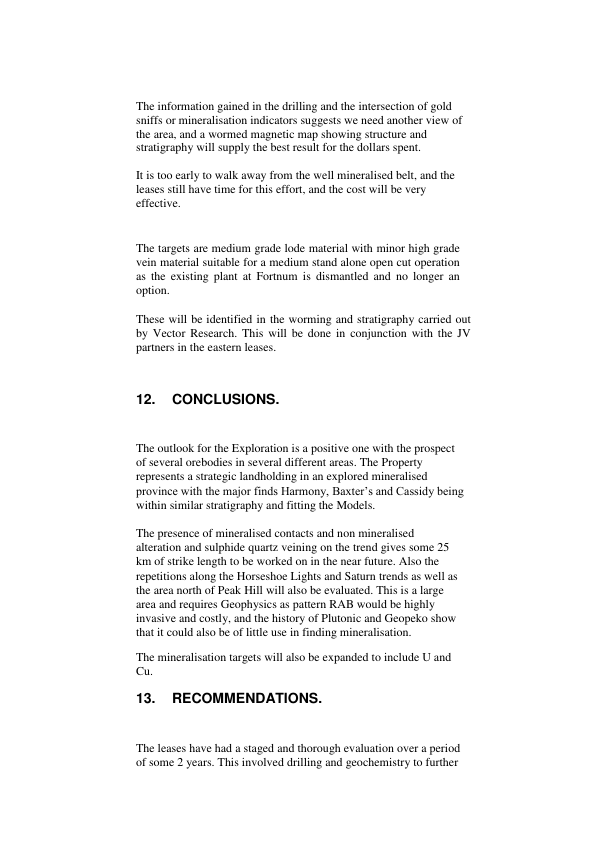 The information gained in the drilling and the intersection of gold
sniffs or mineralisation indicators suggests we need another view of
the area, and a wormed magnetic map showing structure and
stratigraphy will supply the best result for the dollars spent.
It is too early to walk away from the well mineralised belt, and the
leases still have time for this effort, and the cost will be very
effective.
The targets are medium grade lode material with minor high grade
vein material suitable for a medium stand alone open cut operation
as the existing plant at Fortnum is dismantled and no longer an
option.
These will be identified in the worming and stratigraphy carried out
by Vector Research. This will be done in conjunction with the JV
partners in the eastern leases.
12. CONCLUSIONS.
The outlook for the Exploration is a positive one with the prospect
of several orebodies in several different areas. The Property
represents a strategic landholding in an explored mineralised
province with the major finds Harmony, Baxter's and Cassidy being
within similar stratigraphy and fitting the Models.
The presence of mineralised contacts and non mineralised
alteration and sulphide quartz veining on the trend gives some 25
km of strike length to be worked on in the near future. Also the
repetitions along the Horseshoe Lights and Saturn trends as well as
the area north of Peak Hill will also be evaluated. This is a large
area and requires Geophysics as pattern RAB would be highly
invasive and costly, and the history of Plutonic and Geopeko show
that it could also be of little use in finding mineralisation.
The mineralisation targets will also be expanded to include U and
Cu.
13. RECOMMENDATIONS.
The leases have had a staged and thorough evaluation over a period
of some 2 years. This involved drilling and geochemistry to further